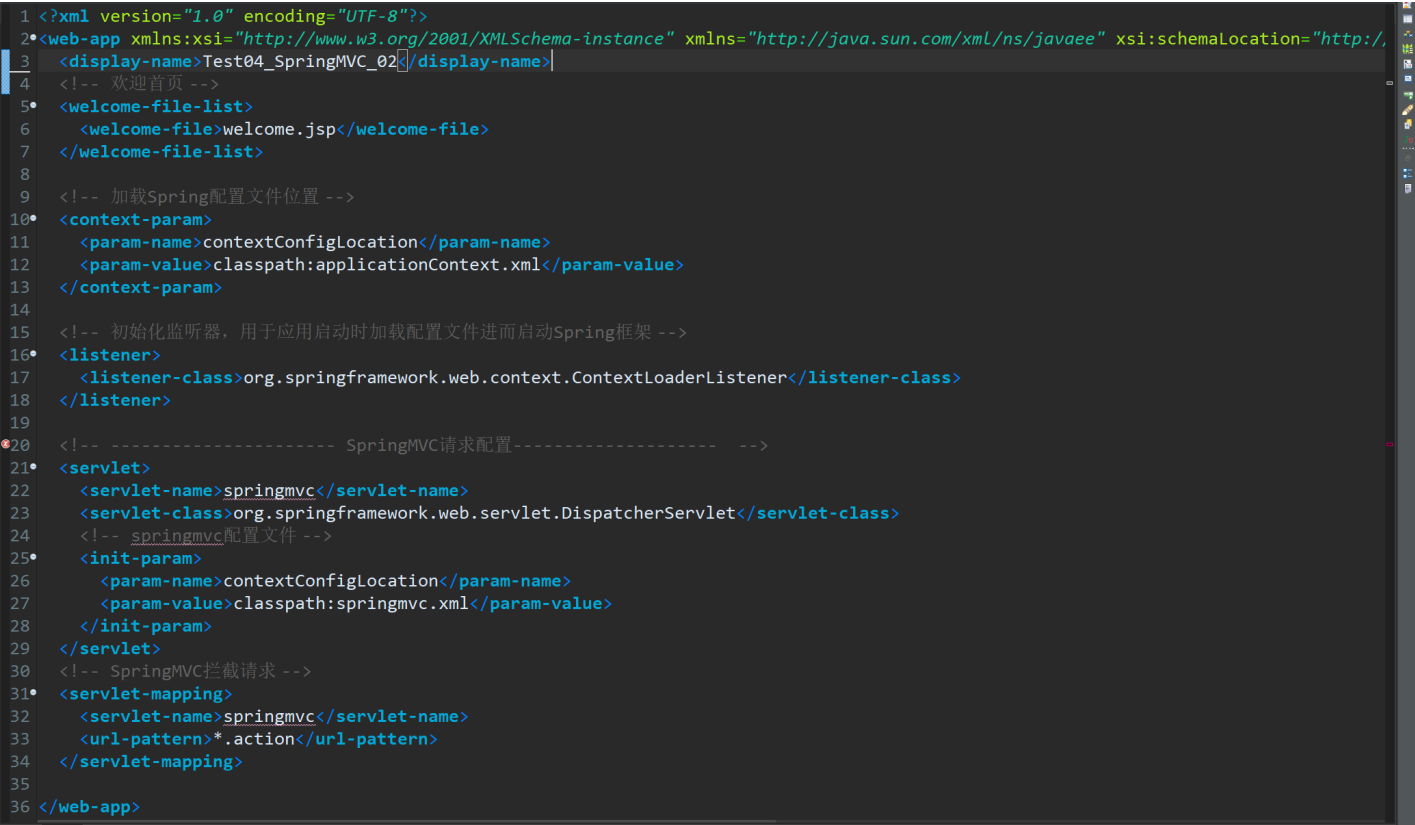 1 <?xml version="1.0" encoding="UTF-8"?>
2 <web-app xmlns:xsi="http://www.w3.org/2001/XMLSchema-instance" xmlns="http://java.sun.com/xml/ns/javaee" xsi:schemaLocation="http://
3 <display-name>Test04_SpringMVC_02</display-name>
4 <!-- 欢迎首页 -->
5 <welcome-file-list>
6 <welcome-file>welcome.jsp</welcome-file>
7 </welcome-file-list>
8
9 <!-- 加载Spring配置文件位置 -->
10 <context-param>
11 <param-name>contextConfigLocation</param-name>
12 <param-value>classpath:applicationContext.xml</param-value>
13 </context-param>
14
15 <!-- 初始化监听器，用于应用启动时加载配置文件进而启动Spring框架 -->
16 <listener>
17 <listener-class>org.springframework.web.context.ContextLoaderListener</listener-class>
18 </listener>
19
20 <!-- ---------------------- SpringMVC请求配置-------------------- -->
21 <servlet>
22 <servlet-name>springmvc</servlet-name>
23 <servlet-class>org.springframework.web.servlet.DispatcherServlet</servlet-class>
24 <!-- springmvc配置文件 -->
25 <init-param>
26 <param-name>contextConfigLocation</param-name>
27 <param-value>classpath:springmvc.xml</param-value>
28 </init-param>
29 </servlet>
30 <!-- SpringMVC拦截请求 -->
31 <servlet-mapping>
32 <servlet-name>springmvc</servlet-name>
33 <url-pattern>*.action</url-pattern>
34 </servlet-mapping>
35
36 </web-app>